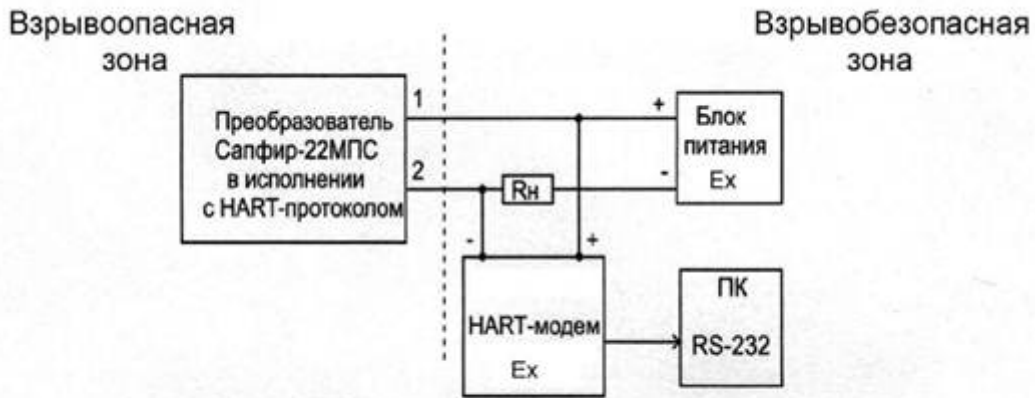 Взрывоопасная
зона
Взрывобезопасная
зона
Преобразователь
Сапфир-22МПС
в исполнении
с HART-протоколом
1
2
+
-
Блок
питания
Ex
Rн
-
+
HART-модем
Ex
ПК
RS-232